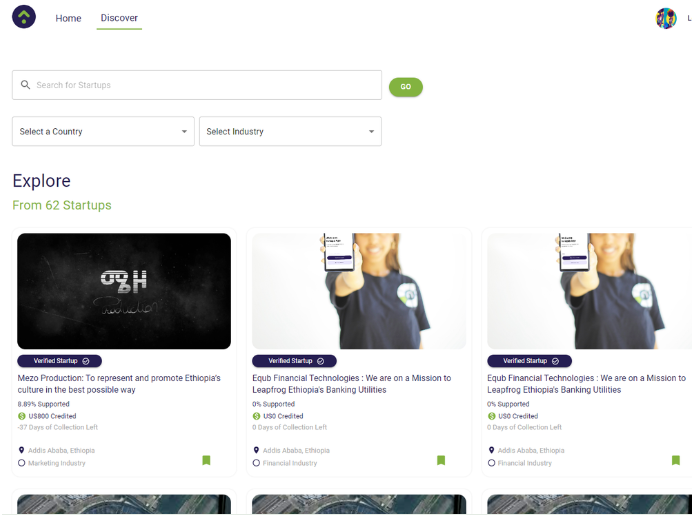 Home
Discover
L
Search for Startups
GO
Select a Country
Select Industry
Explore
From 62 Startups
Verified Startup
Mezo Production: To represent and promote Ethiopia's
culture in the best possible way
8.89% Supported
US800 Credited
-37 Days of Collection Left
Addis Ababa, Ethiopia
Marketing Industry
Verified Startup
Equb Financial Technologies : We are on a Mission to
Leapfrog Ethiopia's Banking Utilities
0% Supported
US0 Credited
0 Days of Collection Left
Addis Ababa, Ethiopia
Financial Industry
Verified Startup
Equb Financial Technologies : We are on a Mission to
Leapfrog Ethiopia's Banking Utilities
0% Supported
US0 Credited
0 Days of Collection Left
Addis Ababa, Ethiopia
Financial Industry